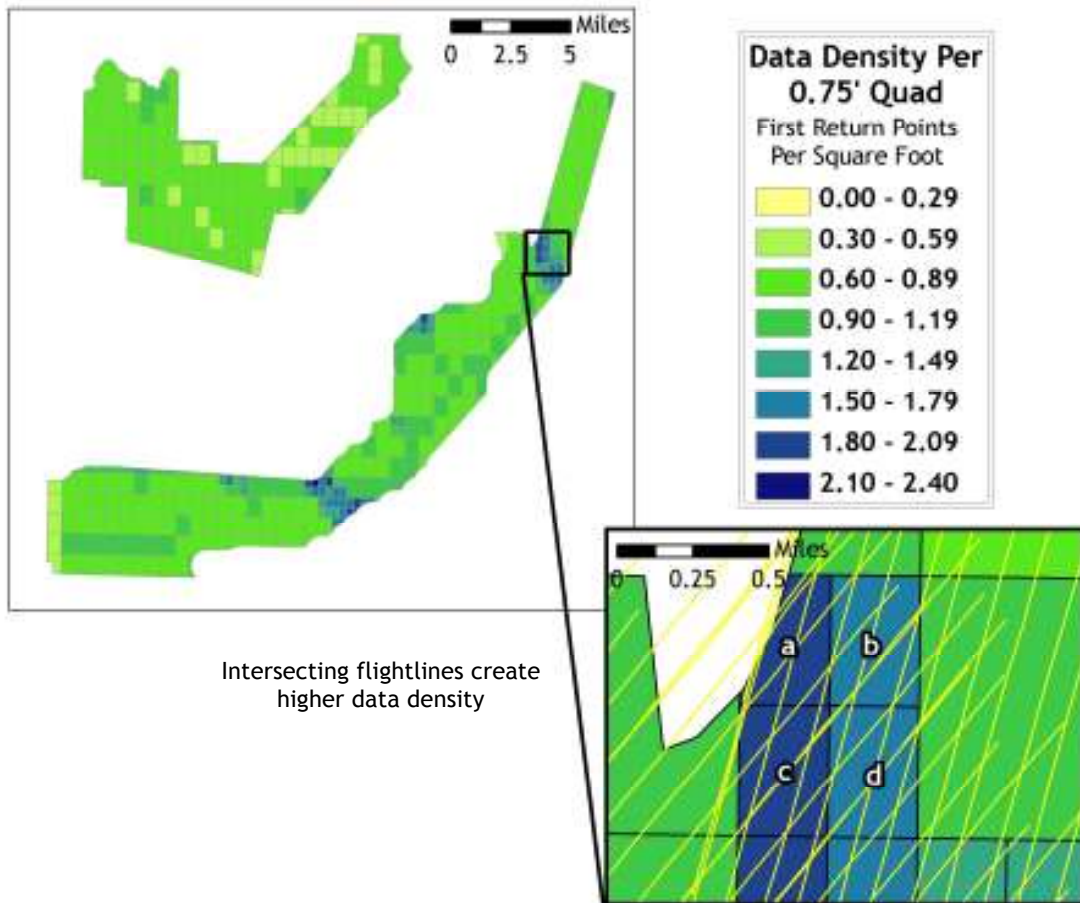 Miles
0 2.5 5
Data Density Per
0.75' Quad
First Return Points
Per Square Foot
0.00 - 0.29
0.30 - 0.59
0.60 - 0.89
0.90 - 1.19
1.20 - 1.49
1.50 - 1.79
1.80 - 2.09
2.10 - 2.40
Miles
0 0.25 0.5
a b
c d
Intersecting flightlines create
higher data density